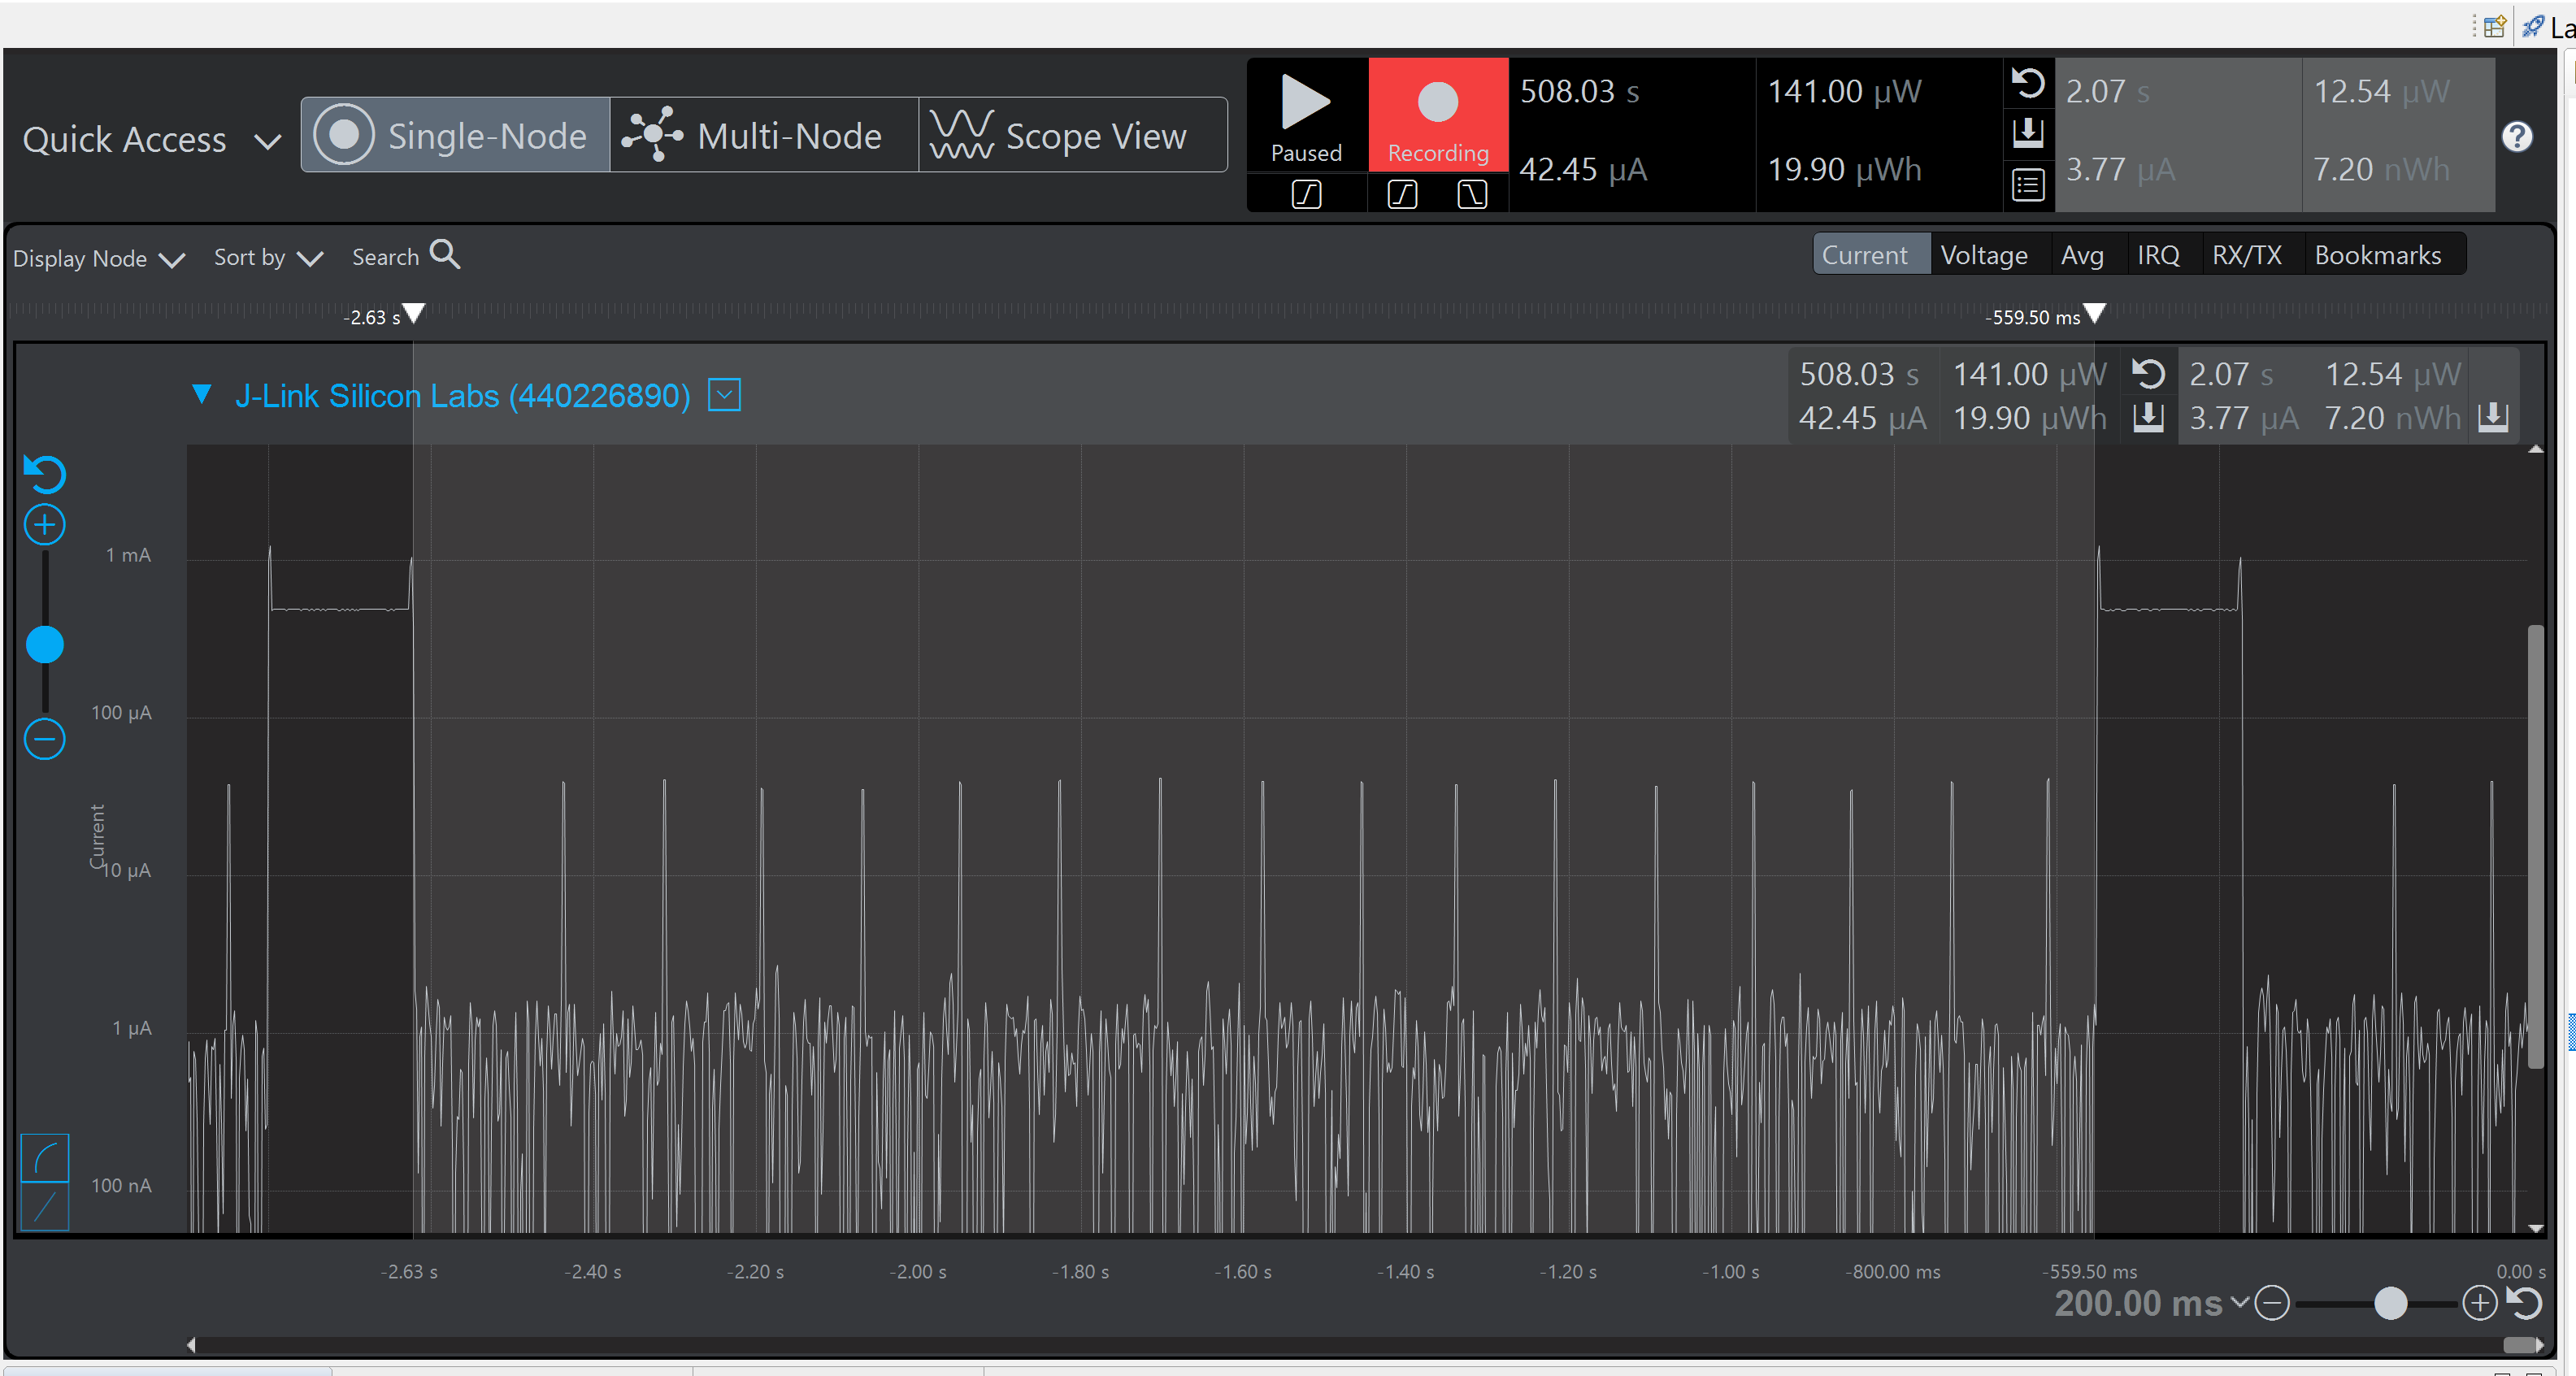 La
Quick Access
Single-Node
Multi-Node
Scope View
Paused
Recording
508.03 s
141.00 µW
42.45 µA
19.90 µWh
2.07 s
12.54 µW
3.77 µA
7.20 nWh
?
Display Node
Sort by
Search
Current
Voltage
Avg
IRQ
RX/TX
Bookmarks
-2.63 s
-559.50 ms
J-Link Silicon Labs (440226890)
508.03 s
141.00 µW
2.07 s
12.54 µW
42.45 µA
19.90 µWh
3.77 µA
7.20 nWh
1 mA
100 µA
Current
10 µA
1 µA
100 nA
-2.63 s
-2.40 s
-2.20 s
-2.00 s
-1.80 s
-1.60 s
-1.40 s
-1.20 s
-1.00 s
-800.00 ms
-559.50 ms
0.00 s
200.00 ms